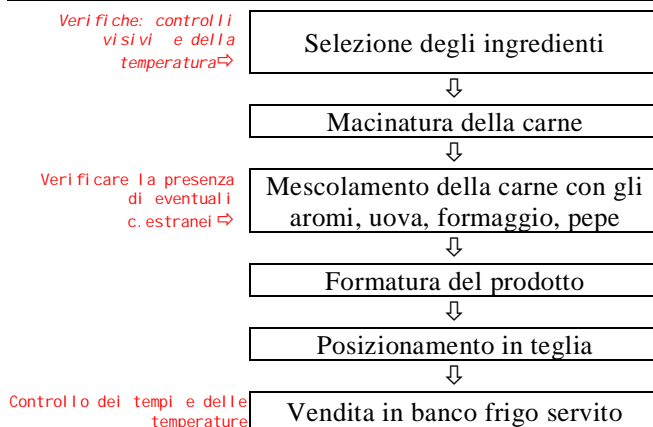 Verifiche: controlli
visivi e della
temperatura⇨
Selezione degli ingredienti
⇩
Macinatura della carne
⇩
Verificare la presenza
di eventuali
c. estranei ⇨
Mescolamento della carne con gli
aromi, uova, formaggio, pepe
⇩
Formatura del prodotto
⇩
Posizionamento in teglia
⇩
Controllo dei tempi e delle
temperature
Vendita in banco frigo servito